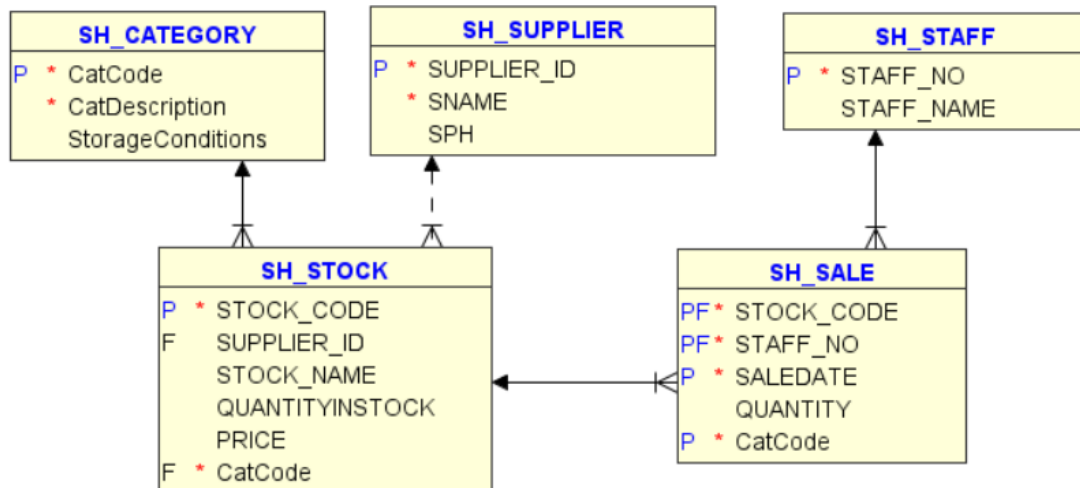 SH_CATEGORY
P * CatCode
* CatDescription
StorageConditions
SH_SUPPLIER
P * SUPPLIER_ID
* SNAME
SPH
SH_STAFF
P * STAFF_NO
STAFF_NAME
SH_STOCK
P * STOCK_CODE
F SUPPLIER_ID
STOCK_NAME
QUANTITYINSTOCK
PRICE
F * CatCode
SH_SALE
PF * STOCK_CODE
PF * STAFF_NO
P * SALEDATE
QUANTITY
P * CatCode